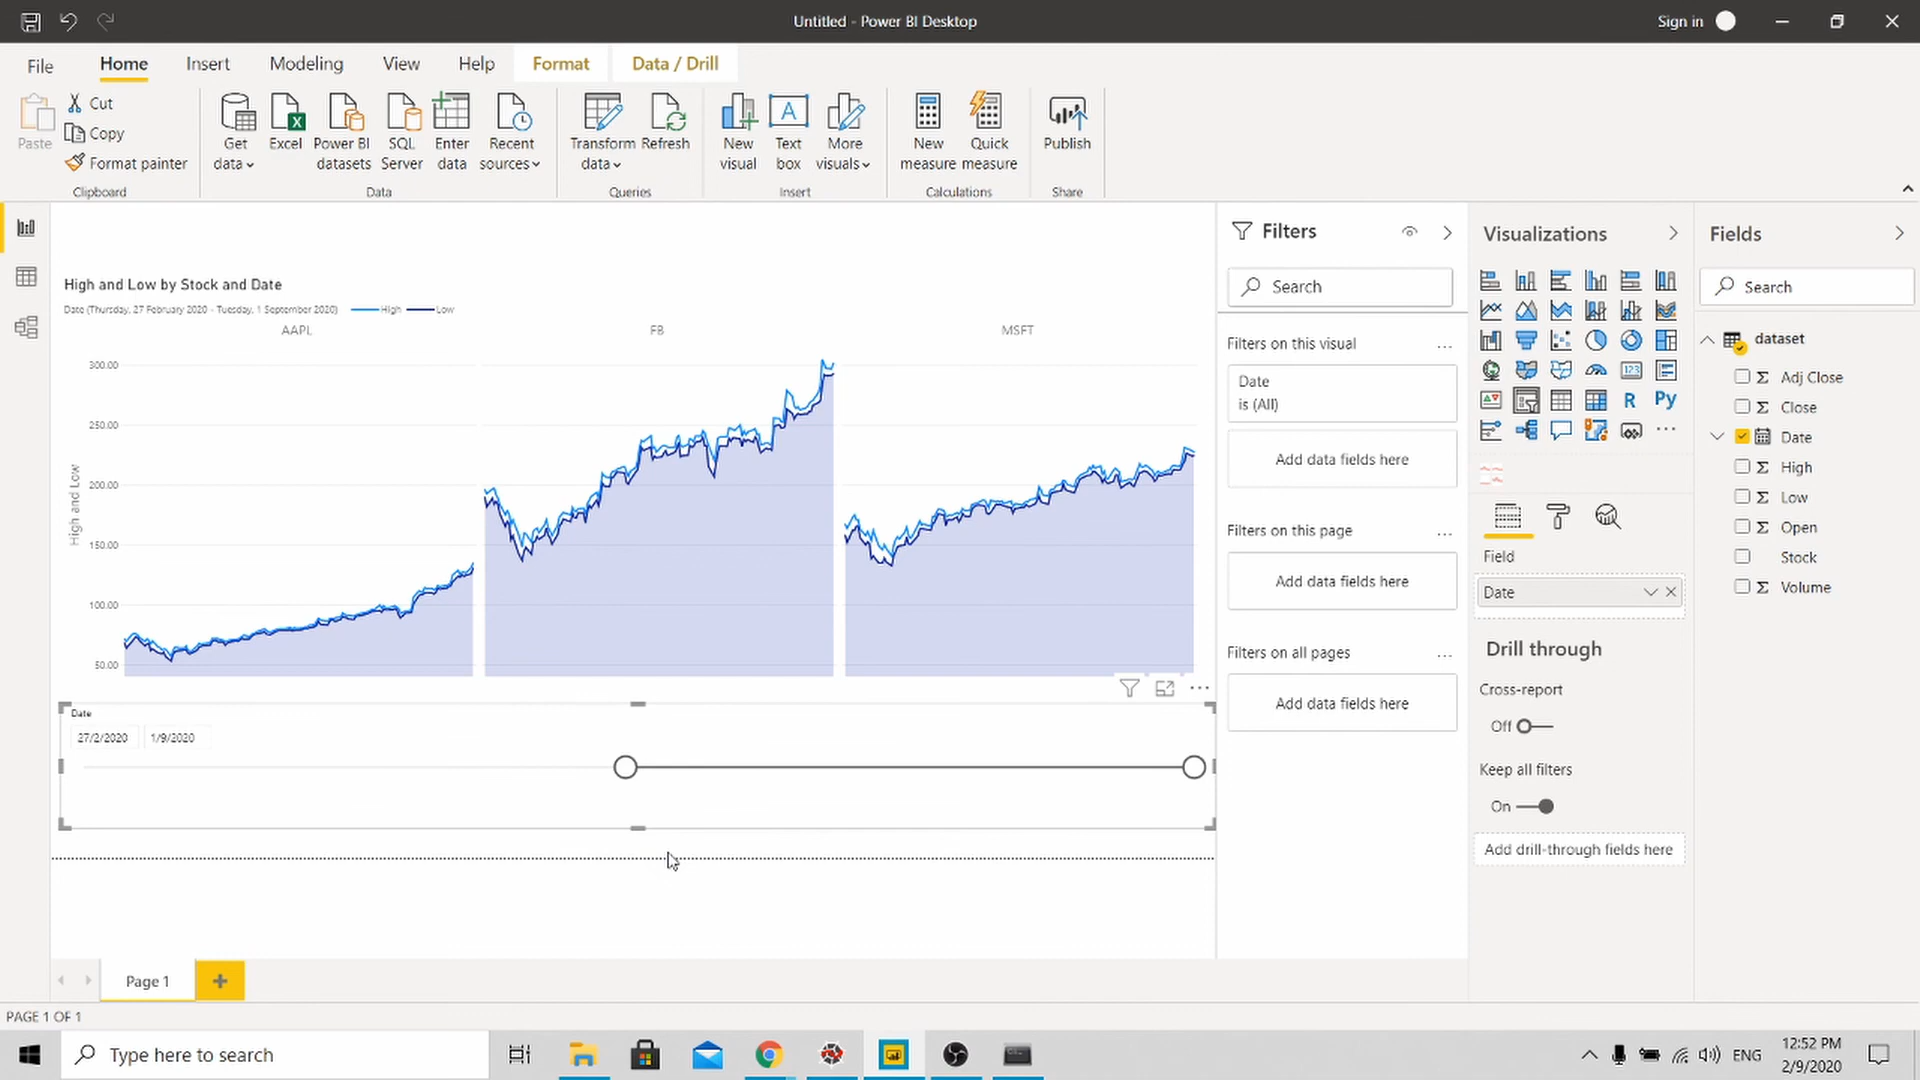 Untitled - Power BI Desktop
Sign in
File
Home
Insert
Modeling
View
Help
Format
Data / Drill
Paste
Cut
Copy
Format painter
Clipboard
Get
data
Excel
Power BI
datasets
SQL
Server
Enter
data
Recent
sources
Data
Transform
data
Refresh
Queries
New
visual
Text
box
More
visuals
Insert
New
measure
Quick
measure
Calculations
Publish
Share
High and Low by Stock and Date
Date (Thursday, 27 February 2020 - Tuesday, 1 September 2020)
High
Low
AAPL
FB
MSFT
300.00
250.00
200.00
150.00
100.00
50.00
High and Low
Date
27/2/2020
1/9/2020
Filters
Search
Filters on this visual
...
Date
is (All)
Add data fields here
Filters on this page
...
Add data fields here
Filters on all pages
...
Add data fields here
Visualizations
123
R
Py
Field
Date
Drill through
Cross-report
Off
Keep all filters
On
Add drill-through fields here
Fields
Search
dataset
Σ Adj Close
Σ Close
Date
Σ High
Σ Low
Σ Open
Stock
Σ Volume
Page 1
PAGE 1 OF 1
Type here to search
ENG
12:52 PM
2/9/2020